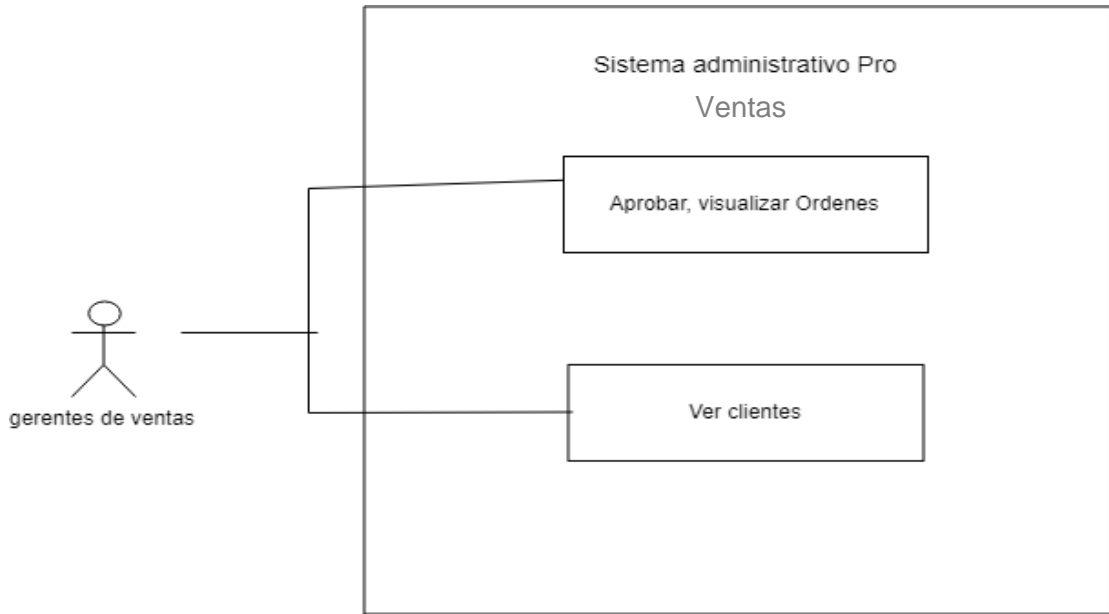 Sistema administrativo Pro
Ventas
Aprobar, visualizar Ordenes
Ver clientes
gerentes de ventas